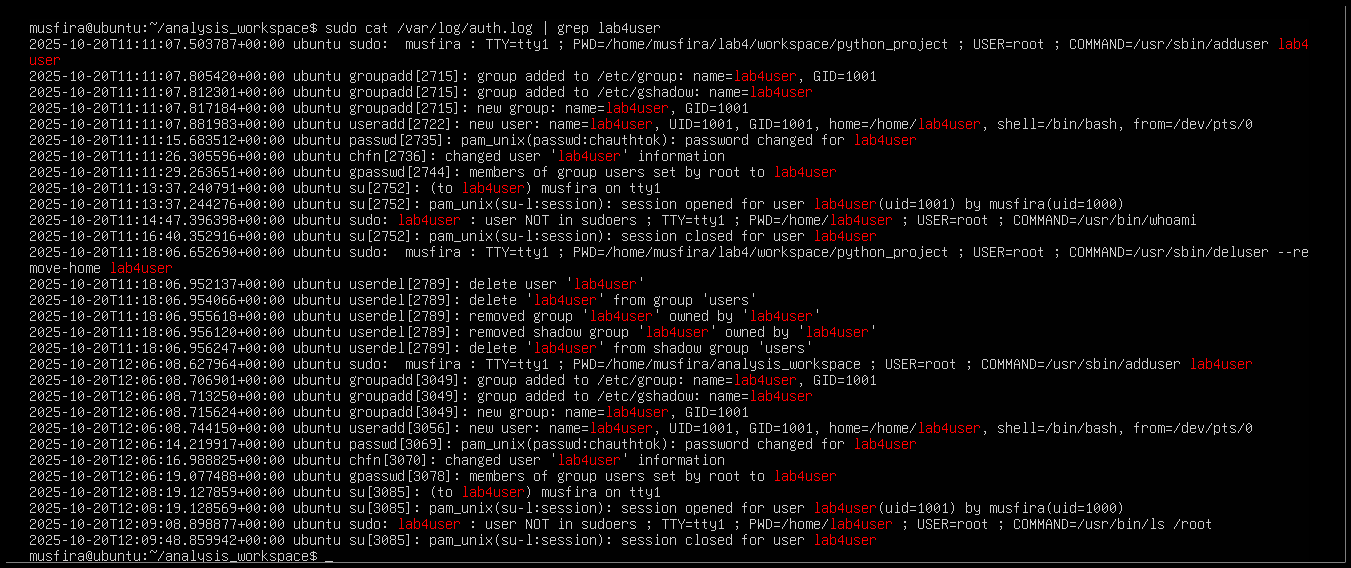 musfira@ubuntu:~/analysis_workspace$ sudo cat /var/log/auth.log | grep lab4user
2025-10-20T11:11:07.503787+00:00 ubuntu sudo:  musfira : TTY=tty1 ; PWD=/home/musfira/lab4/workspace/python_project ; USER=root ; COMMAND=/usr/sbin/adduser lab4
user
2025-10-20T11:11:07.805420+00:00 ubuntu groupadd[2715]: group added to /etc/group: name=lab4user, GID=1001
2025-10-20T11:11:07.812301+00:00 ubuntu groupadd[2715]: group added to /etc/gshadow: name=lab4user
2025-10-20T11:11:07.817184+00:00 ubuntu groupadd[2715]: new group: name=lab4user, GID=1001
2025-10-20T11:11:07.881983+00:00 ubuntu useradd[2722]: new user: name=lab4user, UID=1001, GID=1001, home=/home/lab4user, shell=/bin/bash, from=/dev/pts/0
2025-10-20T11:11:15.683512+00:00 ubuntu passwd[2735]: pam_unix(passwd:chauthtok): password changed for lab4user
2025-10-20T11:11:26.305596+00:00 ubuntu chfn[2736]: changed user 'lab4user' information
2025-10-20T11:11:29.263651+00:00 ubuntu gpasswd[2744]: members of group users set by root to lab4user
2025-10-20T11:13:37.240791+00:00 ubuntu su[2752]: (to lab4user) musfira on tty1
2025-10-20T11:13:37.244276+00:00 ubuntu su[2752]: pam_unix(su-l:session): session opened for user lab4user(uid=1001) by musfira(uid=1000)
2025-10-20T11:14:47.396398+00:00 ubuntu sudo: lab4user : user NOT in sudoers ; TTY=tty1 ; PWD=/home/lab4user ; USER=root ; COMMAND=/usr/bin/whoami
2025-10-20T11:16:40.352916+00:00 ubuntu su[2752]: pam_unix(su-l:session): session closed for user lab4user
2025-10-20T11:18:06.652690+00:00 ubuntu sudo:  musfira : TTY=tty1 ; PWD=/home/musfira/lab4/workspace/python_project ; USER=root ; COMMAND=/usr/sbin/deluser --re
move-home lab4user
2025-10-20T11:18:06.952137+00:00 ubuntu userdel[2789]: delete user 'lab4user'
2025-10-20T11:18:06.954066+00:00 ubuntu userdel[2789]: delete 'lab4user' from group 'users'
2025-10-20T11:18:06.955618+00:00 ubuntu userdel[2789]: removed group 'lab4user' owned by 'lab4user'
2025-10-20T11:18:06.956120+00:00 ubuntu userdel[2789]: removed shadow group 'lab4user' owned by 'lab4user'
2025-10-20T11:18:06.956247+00:00 ubuntu userdel[2789]: delete 'lab4user' from shadow group 'users'
2025-10-20T12:06:08.627964+00:00 ubuntu sudo:  musfira : TTY=tty1 ; PWD=/home/musfira/analysis_workspace ; USER=root ; COMMAND=/usr/sbin/adduser lab4user
2025-10-20T12:06:08.706901+00:00 ubuntu groupadd[3049]: group added to /etc/group: name=lab4user, GID=1001
2025-10-20T12:06:08.713250+00:00 ubuntu groupadd[3049]: group added to /etc/gshadow: name=lab4user
2025-10-20T12:06:08.715624+00:00 ubuntu groupadd[3049]: new group: name=lab4user, GID=1001
2025-10-20T12:06:08.744150+00:00 ubuntu useradd[3056]: new user: name=lab4user, UID=1001, GID=1001, home=/home/lab4user, shell=/bin/bash, from=/dev/pts/0
2025-10-20T12:06:14.219917+00:00 ubuntu passwd[3069]: pam_unix(passwd:chauthtok): password changed for lab4user
2025-10-20T12:06:16.988825+00:00 ubuntu chfn[3070]: changed user 'lab4user' information
2025-10-20T12:06:19.077488+00:00 ubuntu gpasswd[3078]: members of group users set by root to lab4user
2025-10-20T12:08:19.127859+00:00 ubuntu su[3085]: (to lab4user) musfira on tty1
2025-10-20T12:08:19.128569+00:00 ubuntu su[3085]: pam_unix(su-l:session): session opened for user lab4user(uid=1001) by musfira(uid=1000)
2025-10-20T12:09:08.898877+00:00 ubuntu sudo: lab4user : user NOT in sudoers ; TTY=tty1 ; PWD=/home/lab4user ; USER=root ; COMMAND=/usr/bin/ls /root
2025-10-20T12:09:48.859942+00:00 ubuntu su[3085]: pam_unix(su-l:session): session closed for user lab4user
musfira@ubuntu:~/analysis_workspace$ _